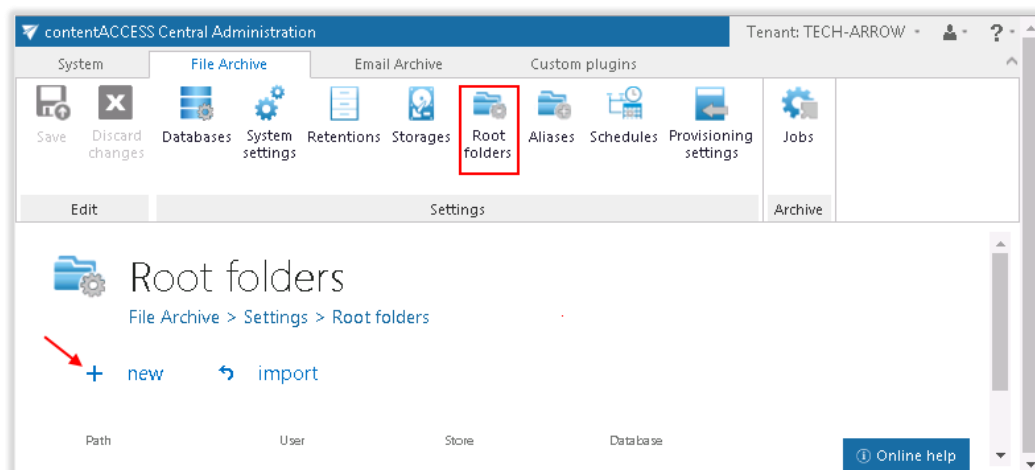 contentACCESS Central Administration Tenant: TECH-ARROW ?
System File Archive Email Archive Custom plugins
Save Discard changes Databases System settings Retentions Storages Root folders Aliases Schedules Provisioning settings Jobs
Edit Settings Archive
Root folders
File Archive > Settings > Root folders
+ new import
Path User Store Database
Online help